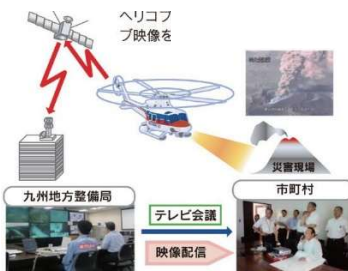 ヘリコプ
ブ映像を
災害現場
九州地方整備局
市町村
テレビ会議
映像配信